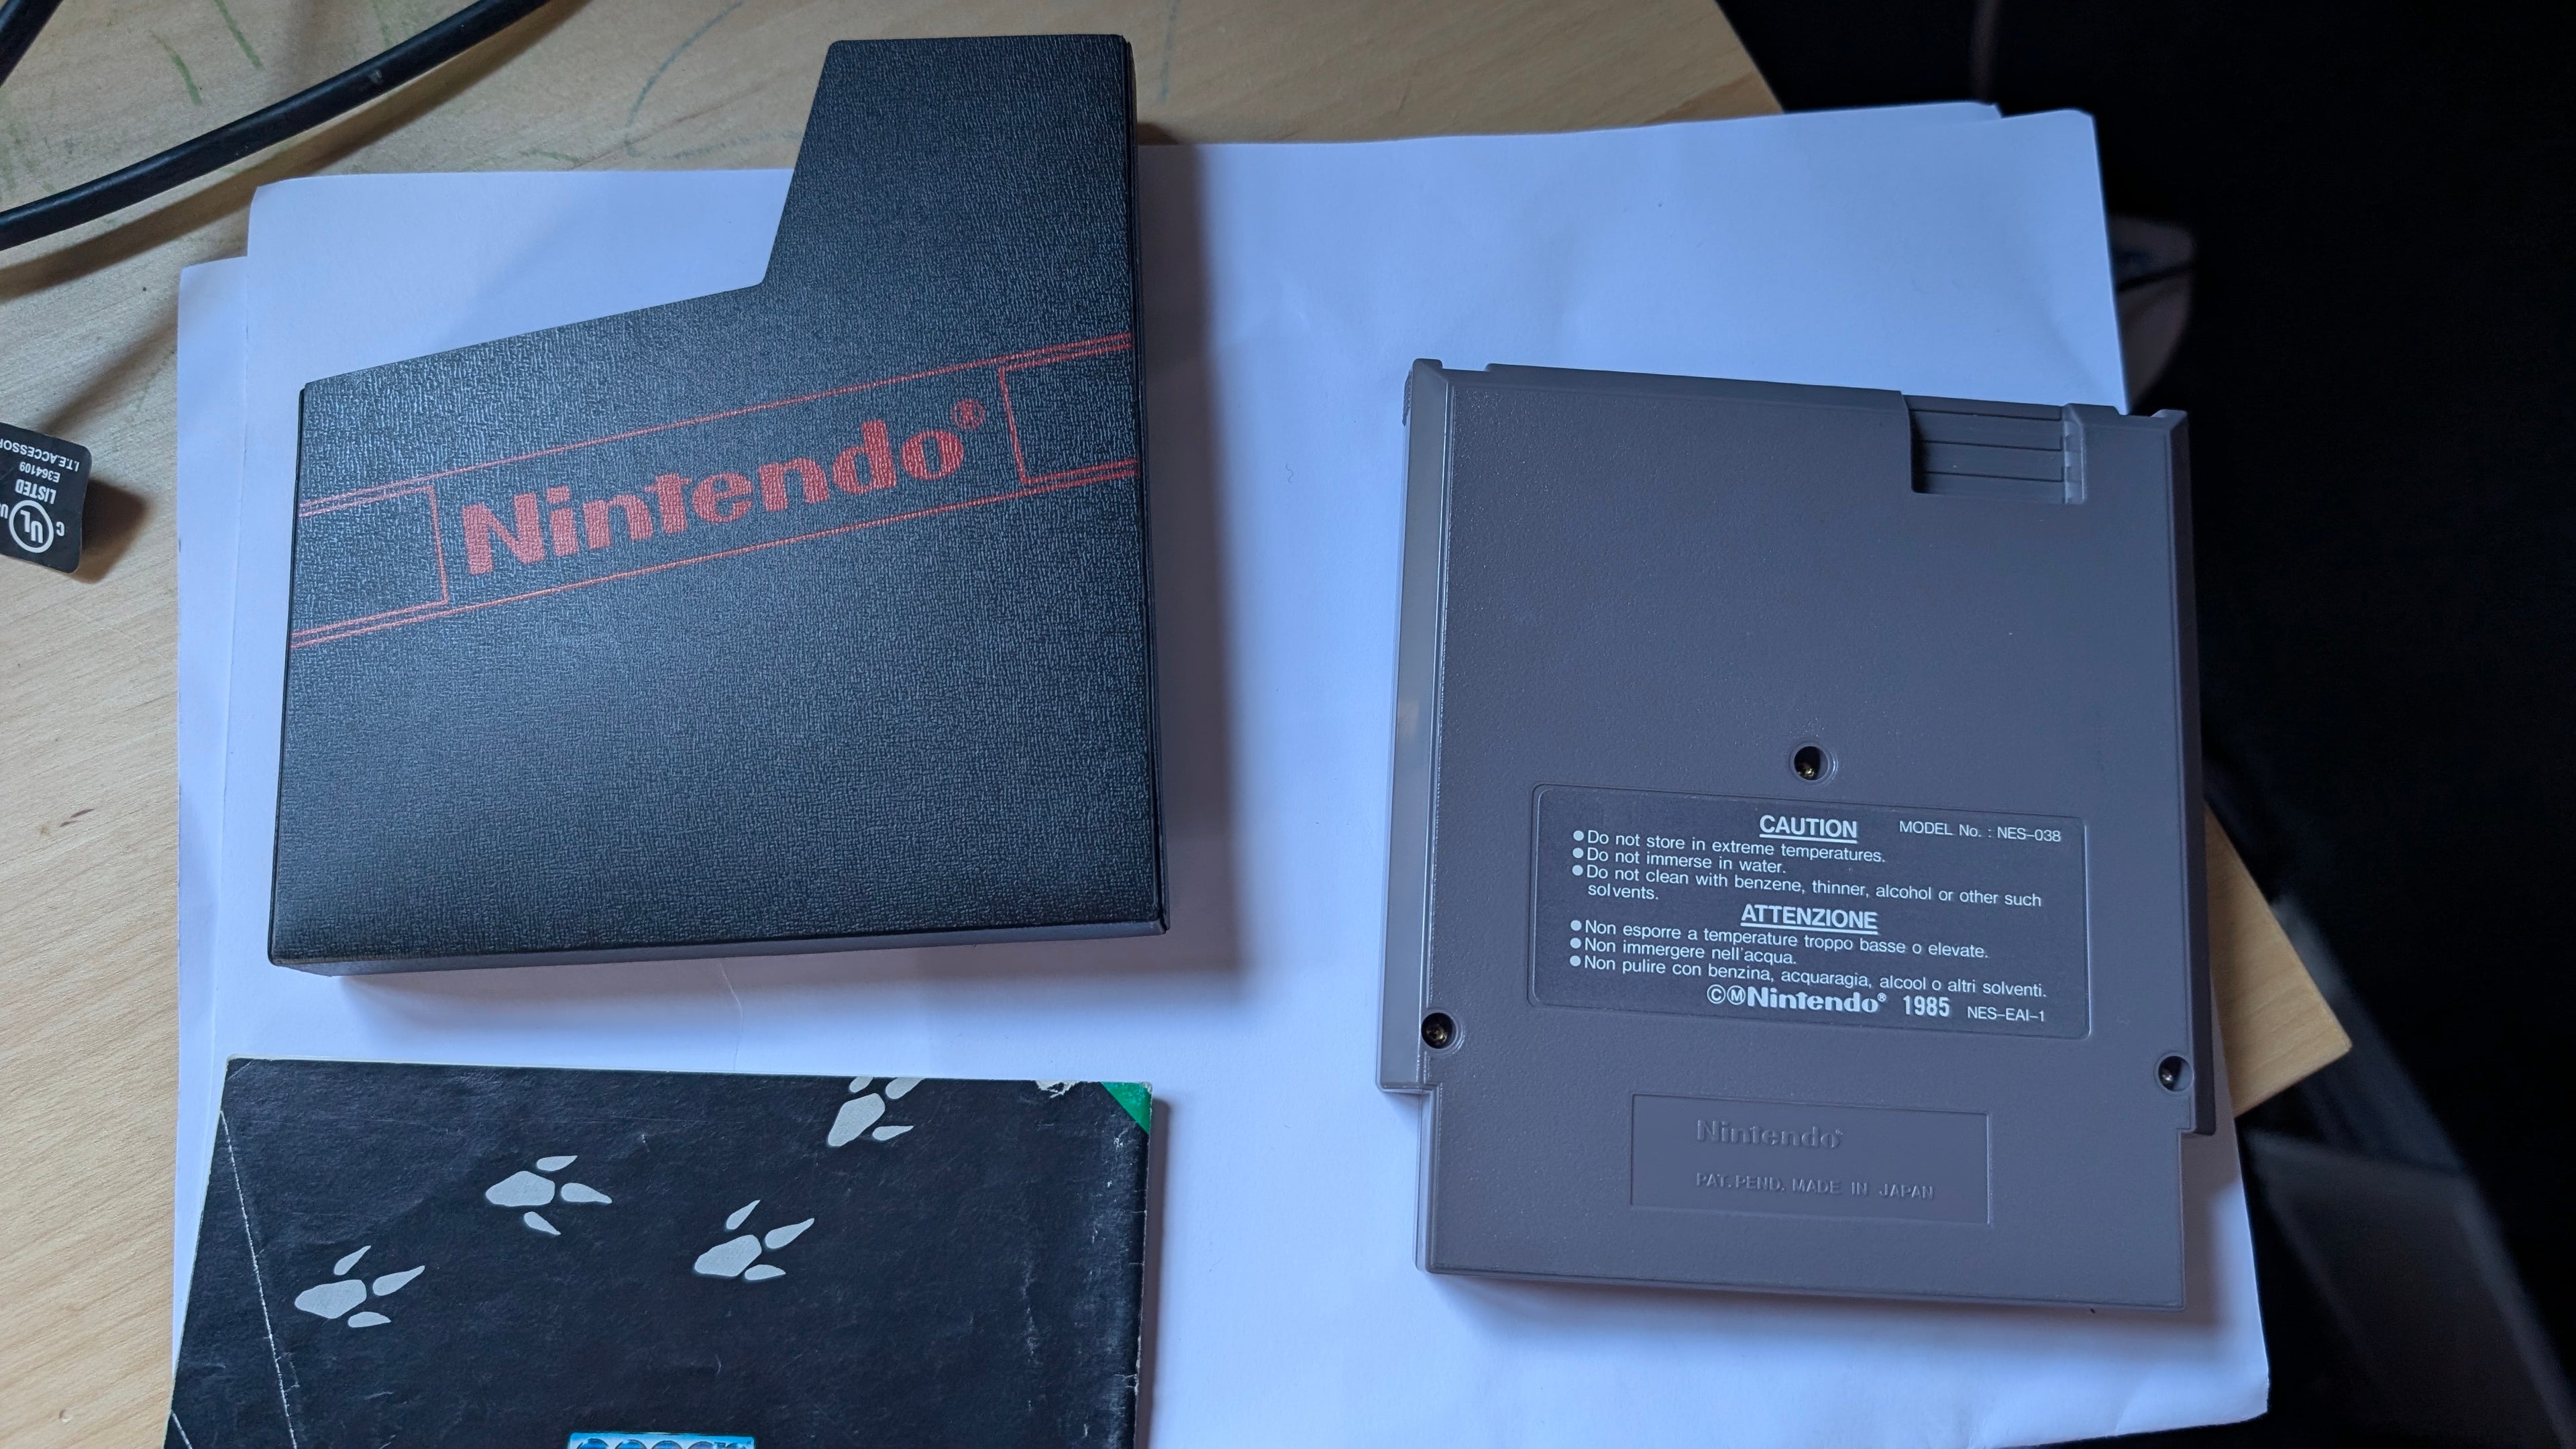 Nintendo®
I.T.E.ACCESSOR
E364109
LISTED
C UL
CAUTION
MODEL No. : NES-038
●Do not store in extreme temperatures.
●Do not immerse in water.
●Do not clean with benzene, thinner, alcohol or other such
solvents.
ATTENZIONE
●Non esporre a temperature troppo basse o elevate.
●Non immergere nell'acqua.
●Non pulire con benzina, acquaragia, alcool o altri solventi.
©ⓂNintendo® 1985 NES-EAI-1
Nintendo®
PAT. PEND. MADE IN JAPAN